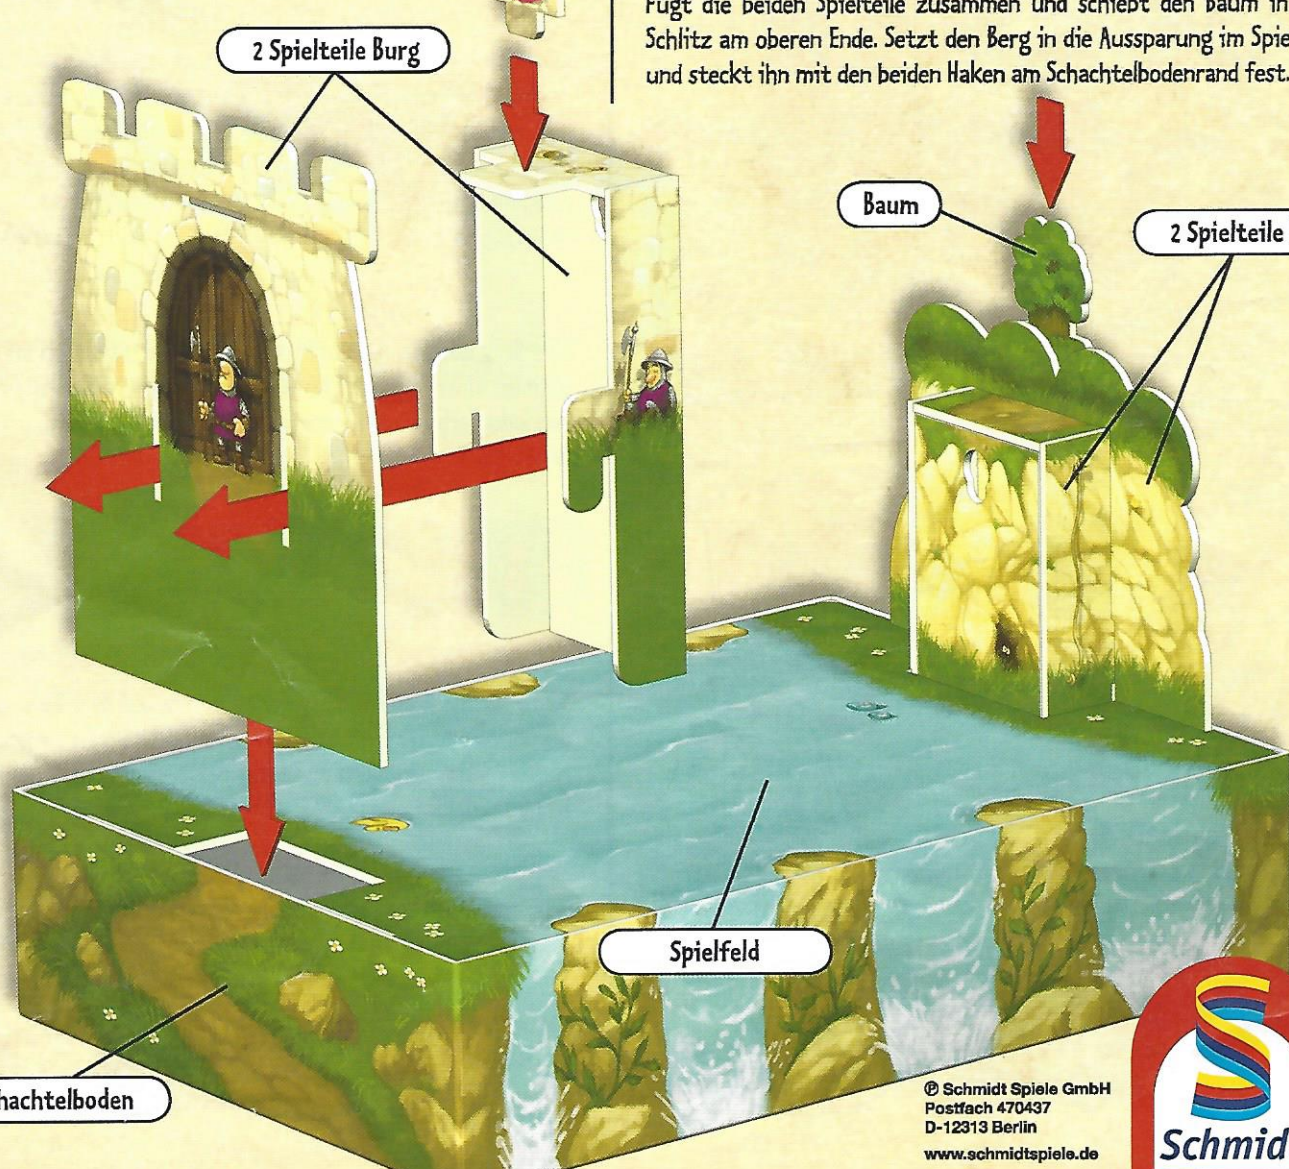 Fügt die beiden Spielteile zusammen und schiebt den Baum in
Schlitz am oberen Ende. Setzt den Berg in die Aussparung im Spie
und steckt ihn mit den beiden Haken am Schachtelbodenrand fest.
2 Spielteile Burg
Baum
2 Spielteile
Spielfeld
hachtelboden
℗ Schmidt Spiele GmbH
Postfach 470437
D-12313 Berlin
www.schmidtspiele.de
Schmid